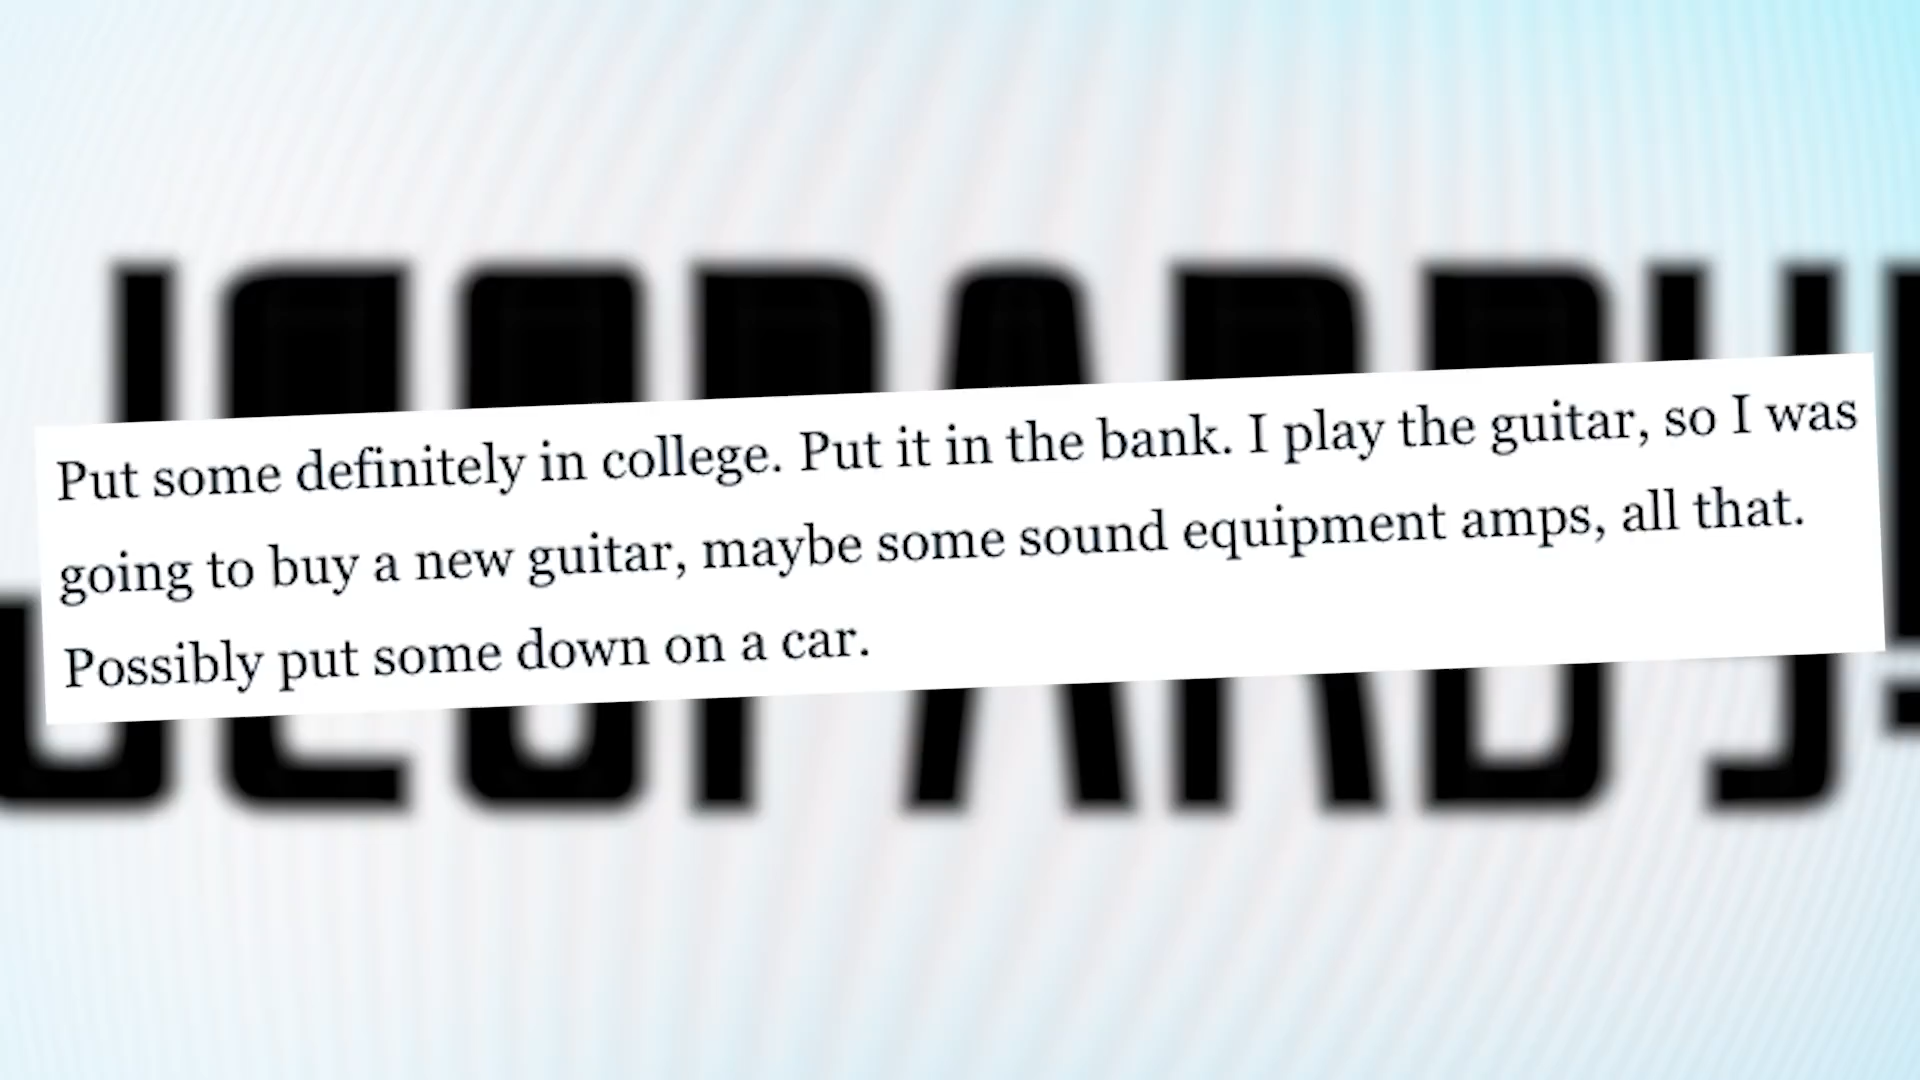 JEOPARDY!
Put some definitely in college. Put it in the bank. I play the guitar, so I was
going to buy a new guitar, maybe some sound equipment amps, all that.
Possibly put some down on a car.